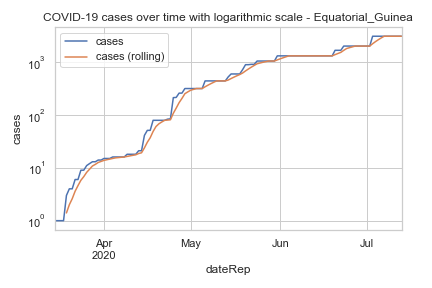 COVID-19 cases over time with logarithmic scale - Equatorial_Guinea
cases
cases (rolling)
10³
10²
10¹
10⁰
cases
Apr
2020
May
Jun
Jul
dateRep